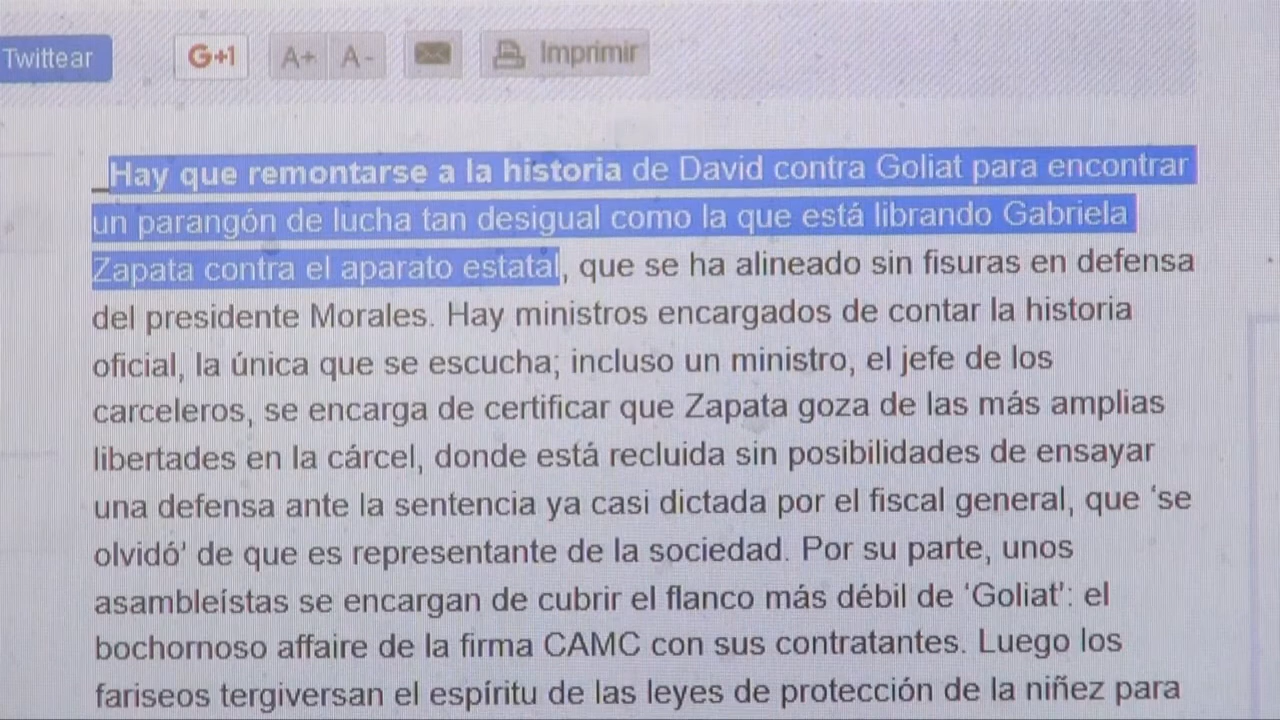 Twittear
G+1
A+ A-
Imprimir
_Hay que remontarse a la historia de David contra Goliat para encontrar
un parangón de lucha tan desigual como la que está librando Gabriela
Zapata contra el aparato estatal, que se ha alineado sin fisuras en defensa
del presidente Morales. Hay ministros encargados de contar la historia
oficial, la única que se escucha; incluso un ministro, el jefe de los
carceleros, se encarga de certificar que Zapata goza de las más amplias
libertades en la cárcel, donde está recluida sin posibilidades de ensayar
una defensa ante la sentencia ya casi dictada por el fiscal general, que ‘se
olvidó’ de que es representante de la sociedad. Por su parte, unos
asambleístas se encargan de cubrir el flanco más débil de ‘Goliat’: el
bochornoso affaire de la firma CAMC con sus contratantes. Luego los
fariseos tergiversan el espíritu de las leyes de protección de la niñez para